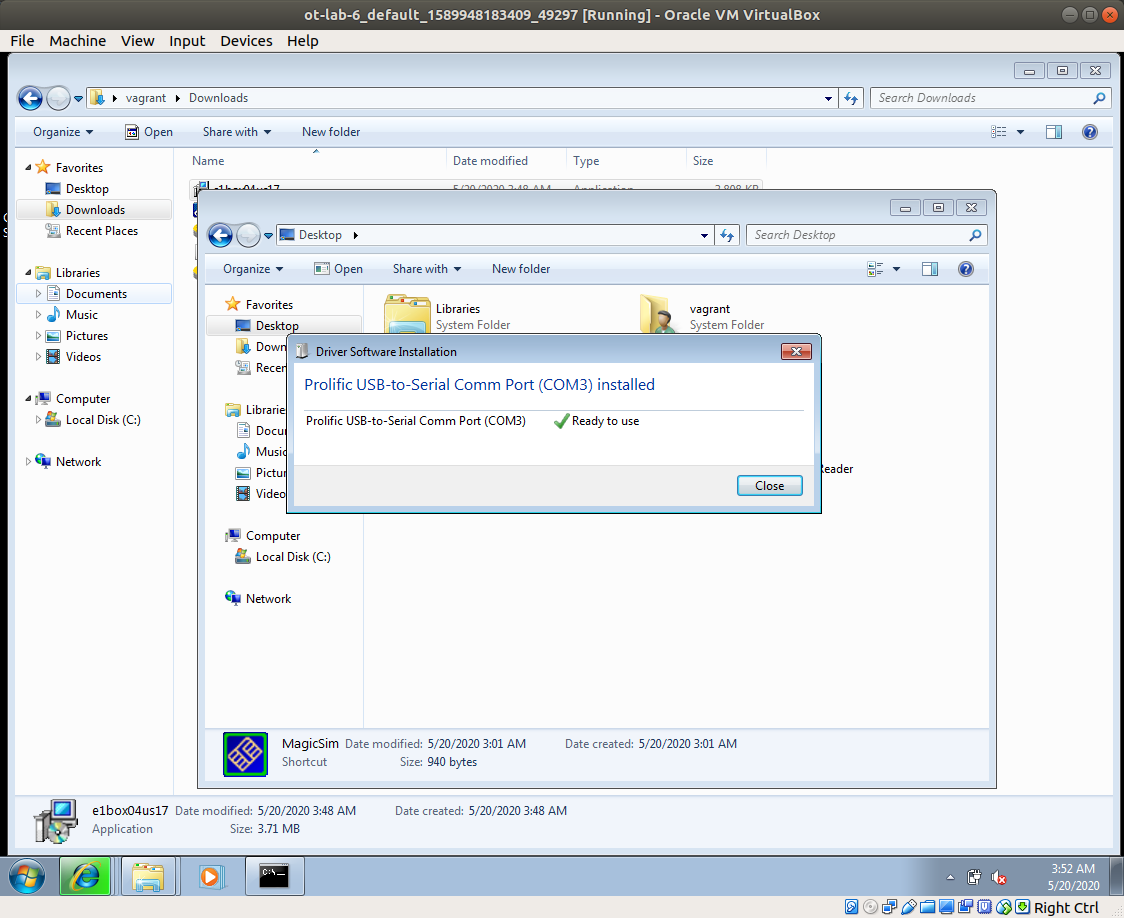 ot-lab-6_default_1589948183409_49297 [Running] - Oracle VM VirtualBox
File Machine View Input Devices Help
vagrant Downloads
Search Downloads
Organize Open Share with New folder
Name Date modified Type Size
e1box04us17 5/20/2020 3:48 AM Application 3,808 KB
Favorites
Desktop
Downloads
Recent Places
Libraries
Documents
Music
Pictures
Videos
Computer
Local Disk (C:)
Network
Desktop
Search Desktop
Organize Open Share with New folder
Favorites
Desktop
Down
Recen
Librarie
Docu
Music
Pictur
Video
Computer
Local Disk (C:)
Network
Libraries
System Folder
vagrant
System Folder
Reader
Driver Software Installation
Prolific USB-to-Serial Comm Port (COM3) installed
Prolific USB-to-Serial Comm Port (COM3) Ready to use
Close
MagicSim Date modified: 5/20/2020 3:01 AM Date created: 5/20/2020 3:01 AM
Shortcut Size: 940 bytes
e1box04us17 Date modified: 5/20/2020 3:48 AM Date created: 5/20/2020 3:48 AM
Application Size: 3.71 MB
C:\
3:52 AM
5/20/2020
Right Ctrl